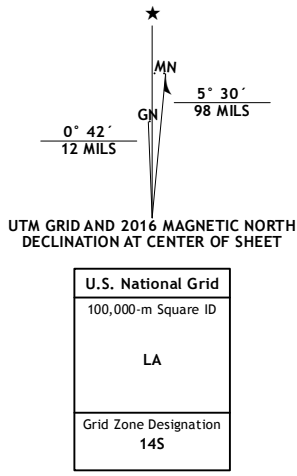 MN
GN
5° 30´
98 MILS
0° 42´
12 MILS
UTM GRID AND 2016 MAGNETIC NORTH
DECLINATION AT CENTER OF SHEET
U.S. National Grid
100,000-m Square ID
LA
Grid Zone Designation
14S